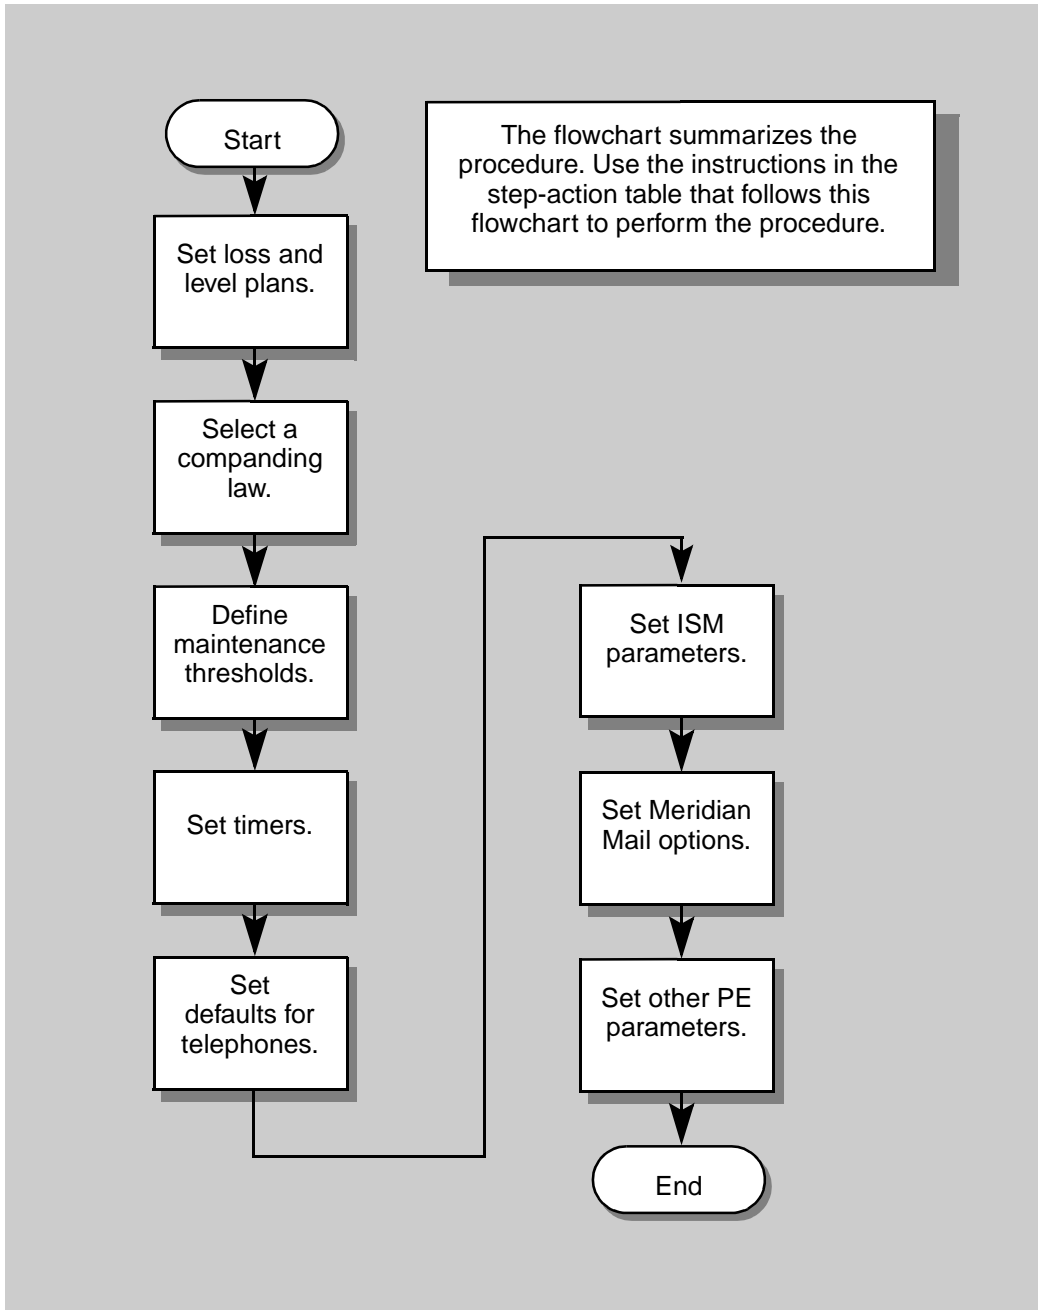 Start
The flowchart summarizes the
procedure. Use the instructions in the
step-action table that follows this
flowchart to perform the procedure.
Set loss and
level plans.
Select a
companding
law.
Define
maintenance
thresholds.
Set timers.
Set
defaults for
telephones.
Set ISM
parameters.
Set Meridian
Mail options.
Set other PE
parameters.
End